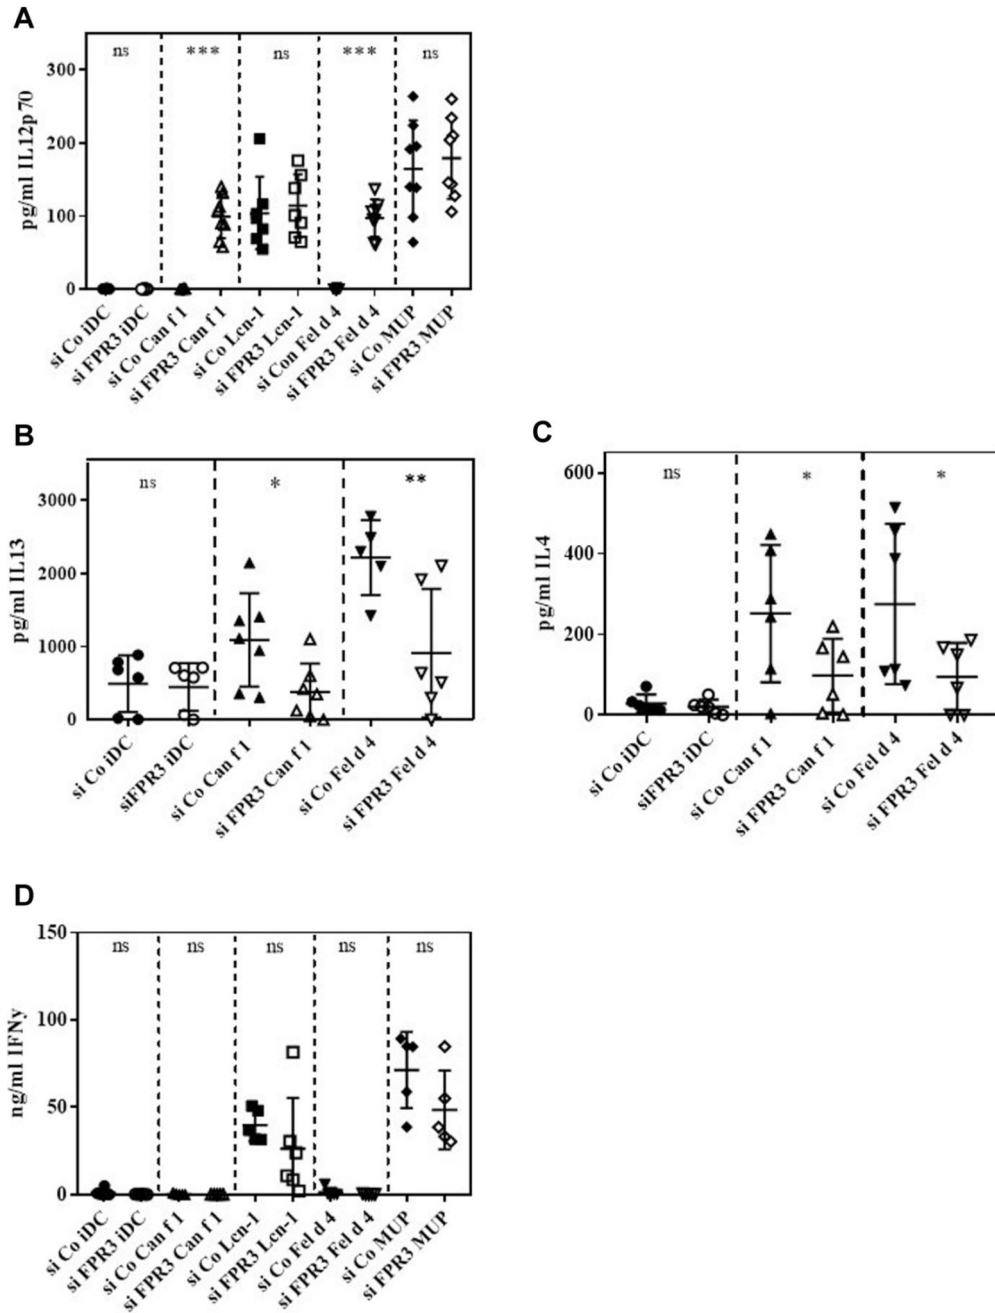 A
ns *** ns *** ns
pg/ml IL12p70
300
200
100
0
si Co iDC
si FPR3 iDC
si Co Can f 1
si FPR3 Can f 1
si Co Lcn-1
si FPR3 Lcn-1
si Con Fel d 4
si FPR3 Fel d 4
si Co MUP
si FPR3 MUP
B
ns * **
pg/ml IL13
3000
2000
1000
0
si Co iDC
siFPR3 iDC
si Co Can f 1
si FPR3 Can f 1
si Co Fel d 4
si FPR3 Fel d 4
C
ns * *
pg/ml IL4
600
400
200
0
si Co iDC
siFPR3 iDC
si Co Can f 1
si FPR3 Can f 1
si Co Fel d 4
si FPR3 Fel d 4
D
ns ns ns ns ns
ng/ml IFNy
150
100
50
0
si Co iDC
si FPR3 iDC
si Co Can f 1
si FPR3 Can f 1
si Co Lcn-1
si FPR3 Lcn-1
si Co Fel d 4
si FPR3 Fel d 4
si Co MUP
si FPR3 MUP